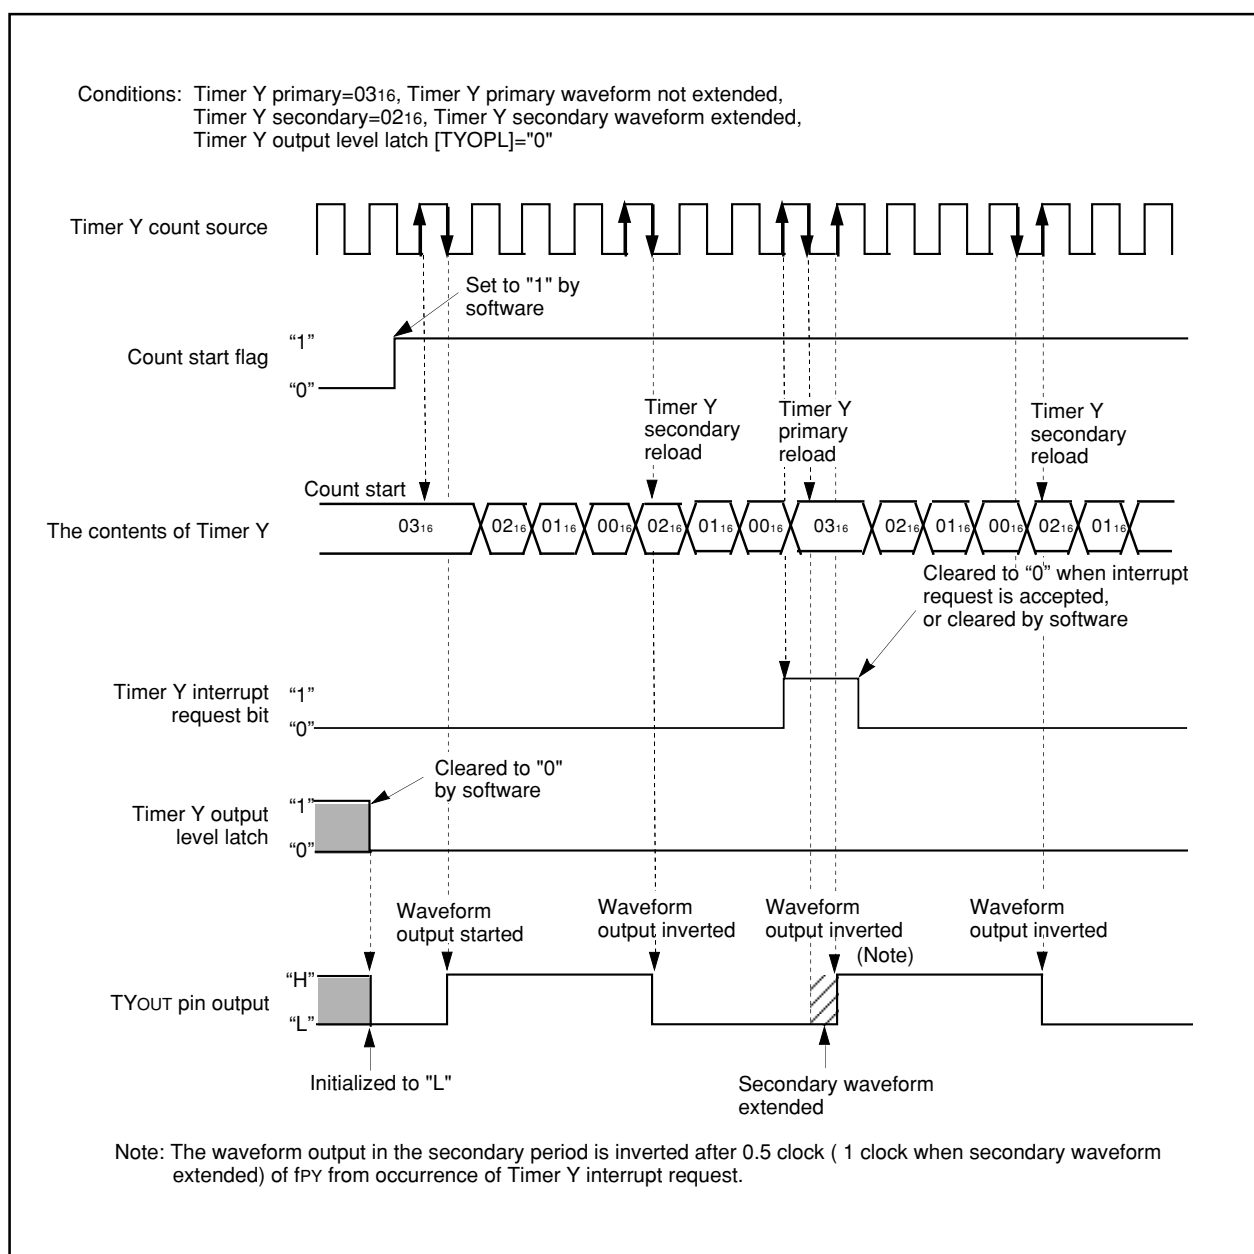 Conditions: Timer Y primary=0316, Timer Y primary waveform not extended,
Timer Y secondary=0216, Timer Y secondary waveform extended,
Timer Y output level latch [TYOPL]="0"
Timer Y count source
Set to "1" by
software
“1”
Count start flag
“0”
Timer Y
secondary
reload
Timer Y
primary
reload
Timer Y
secondary
reload
Count start
The contents of Timer Y
0316 0216 0116 0016 0216 0116 0016 0316 0216 0116 0016 0216 0116
Cleared to “0” when interrupt
request is accepted,
or cleared by software
Timer Y interrupt
request bit
“1”
“0”
Cleared to "0"
by software
Timer Y output
level latch
“1”
“0”
Waveform
output started
Waveform
output inverted
Waveform
output inverted
(Note)
Waveform
output inverted
“H”
TYOUT pin output
“L”
Initialized to "L"
Secondary waveform
extended
Note: The waveform output in the secondary period is inverted after 0.5 clock ( 1 clock when secondary waveform
extended) of fPY from occurrence of Timer Y interrupt request.